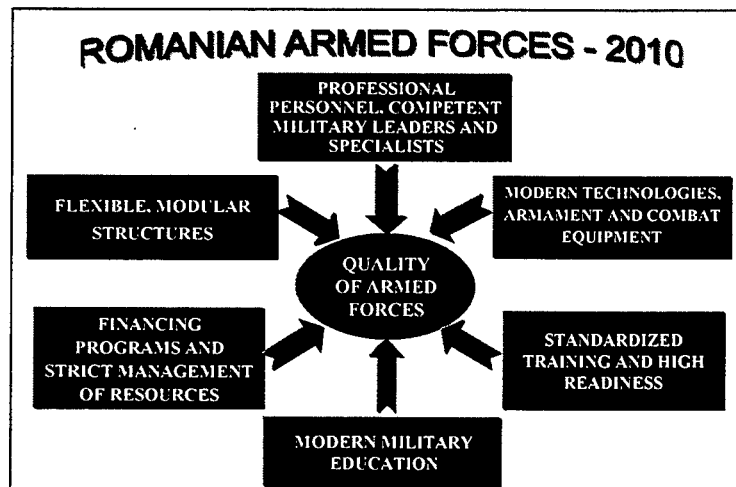 ROMANIAN ARMED FORCES - 2010
PROFESSIONAL
PERSONNEL, COMPETENT
MILITARY LEADERS AND
SPECIALISTS
FLEXIBLE, MODULAR
STRUCTURES
MODERN TECHNOLOGIES,
ARMAMENT AND COMBAT
EQUIPMENT
QUALITY
OF ARMED
FORCES
FINANCING
PROGRAMS AND
STRICT MANAGEMENT
OF RESOURCES
STANDARDIZED
TRAINING AND HIGH
READINESS
MODERN MILITARY
EDUCATION